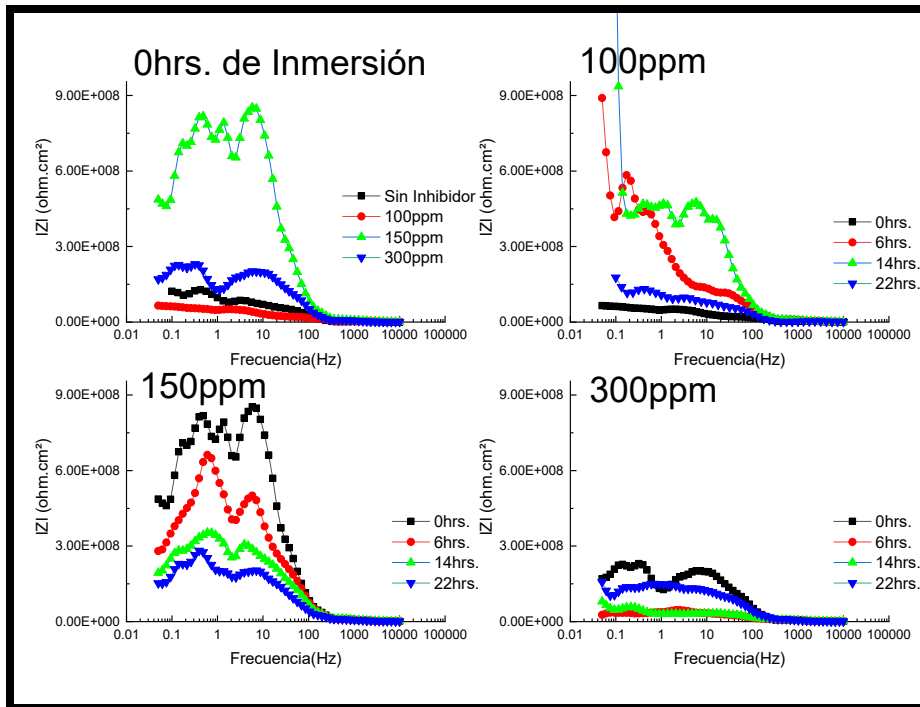 0hrs. de Inmersión
9.00E+008
6.00E+008
3.00E+008
0.00E+000
IZI (ohm.cm²)
Sin Inhibidor
100ppm
150ppm
300ppm
0.01 0.1 1 10 100 1000 10000 100000
Frecuencia(Hz)
100ppm
9.00E+008
6.00E+008
3.00E+008
0.00E+000
IZI (ohm.cm²)
0hrs.
6hrs.
14hrs.
22hrs.
0.01 0.1 1 10 100 1000 10000 100000
Frecuencia(Hz)
150ppm
9.00E+008
6.00E+008
3.00E+008
0.00E+000
IZI (ohm.cm²)
0hrs.
6hrs.
14hrs.
22hrs.
0.01 0.1 1 10 100 1000 10000 100000
Frecuencia(Hz)
300ppm
9.00E+008
6.00E+008
3.00E+008
0.00E+000
IZI (ohm.cm²)
0hrs.
6hrs.
14hrs.
22hrs.
0.01 0.1 1 10 100 1000 10000 100000
Frecuencia(Hz)